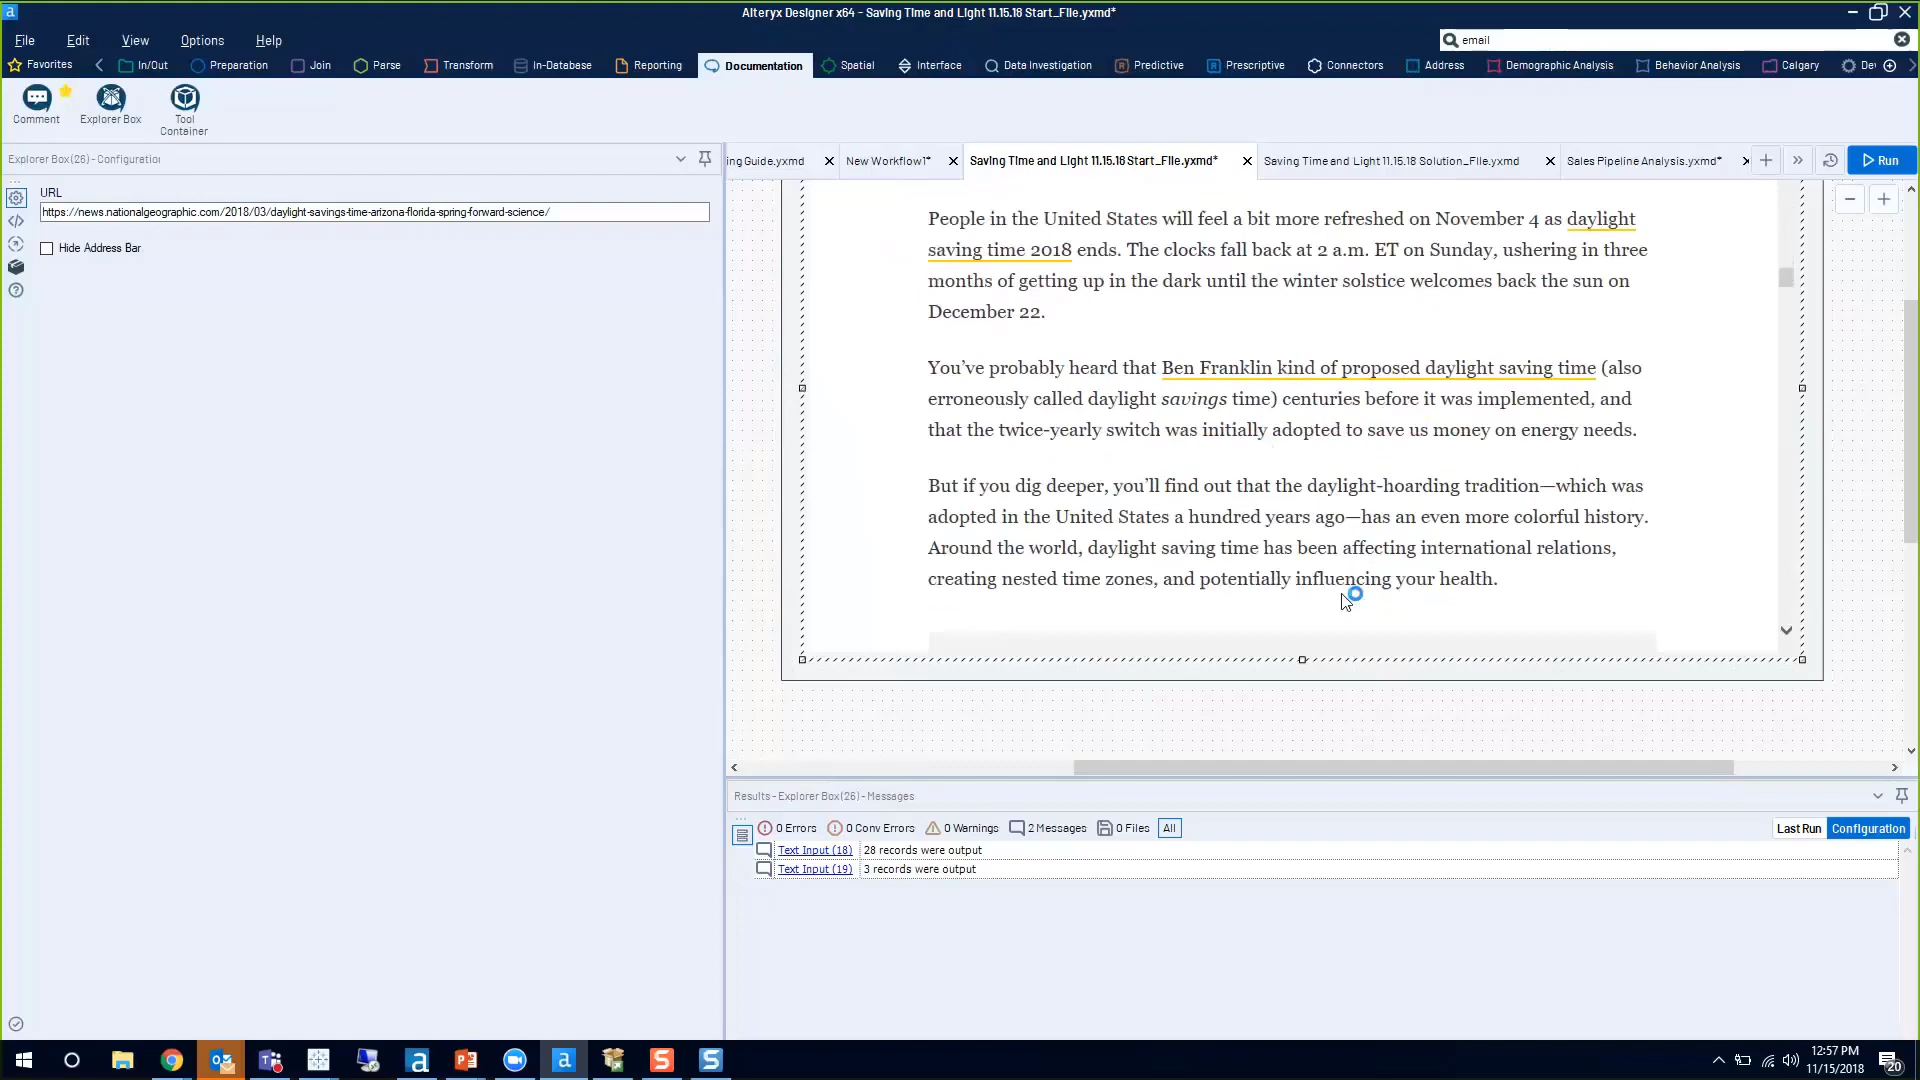 Alteryx Designer x64 - Saving Time and Light 11.15.18 Start_File.yxmd*
File Edit View Options Help
email
Favorites In/Out Preparation Join Parse Transform In-Database Reporting Documentation Spatial Interface Data Investigation Predictive Prescriptive Connectors Address Demographic Analysis Behavior Analysis Calgary De
Comment Explorer Box Tool Container
Explorer Box (26) - Configuration
ing Guide.yxmd New Workflow1* Saving Time and Light 11.15.18 Start_File.yxmd* Saving Time and Light 11.15.18 Solution_File.yxmd Sales Pipeline Analysis.yxmd* Run
URL
https://news.nationalgeographic.com/2018/03/daylight-savings-time-arizona-florida-spring-forward-science/
Hide Address Bar
People in the United States will feel a bit more refreshed on November 4 as daylight
saving time 2018 ends. The clocks fall back at 2 a.m. ET on Sunday, ushering in three
months of getting up in the dark until the winter solstice welcomes back the sun on
December 22.
You've probably heard that Ben Franklin kind of proposed daylight saving time (also
erroneously called daylight savings time) centuries before it was implemented, and
that the twice-yearly switch was initially adopted to save us money on energy needs.
But if you dig deeper, you'll find out that the daylight-hoarding tradition—which was
adopted in the United States a hundred years ago—has an even more colorful history.
Around the world, daylight saving time has been affecting international relations,
creating nested time zones, and potentially influencing your health.
Results - Explorer Box (26) - Messages
0 Errors 0 Conv Errors 0 Warnings 2 Messages 0 Files All Last Run Configuration
Text Input (18) 28 records were output
Text Input (19) 3 records were output
12:57 PM
11/15/2018
20